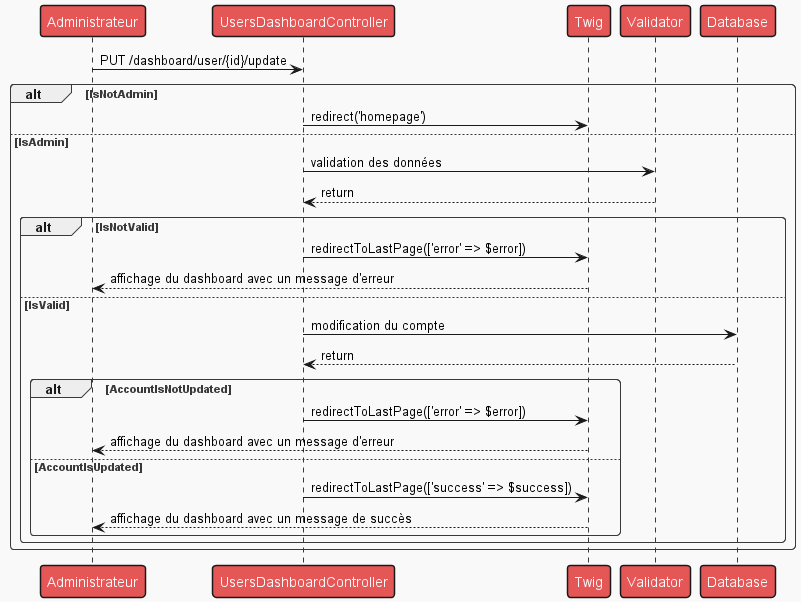 Administrateur UsersDashboardController Twig Validator Database
PUT /dashboard/user/{id}/update
alt [IsNotAdmin]
redirect('homepage')
[IsAdmin]
validation des données
return
alt [IsNotValid]
redirectToLastPage(['error' => $error])
affichage du dashboard avec un message d'erreur
[IsValid]
modification du compte
return
alt [AccountIsNotUpdated]
redirectToLastPage(['error' => $error])
affichage du dashboard avec un message d'erreur
[AccountIsUpdated]
redirectToLastPage(['success' => $success])
affichage du dashboard avec un message de succès
Administrateur UsersDashboardController Twig Validator Database